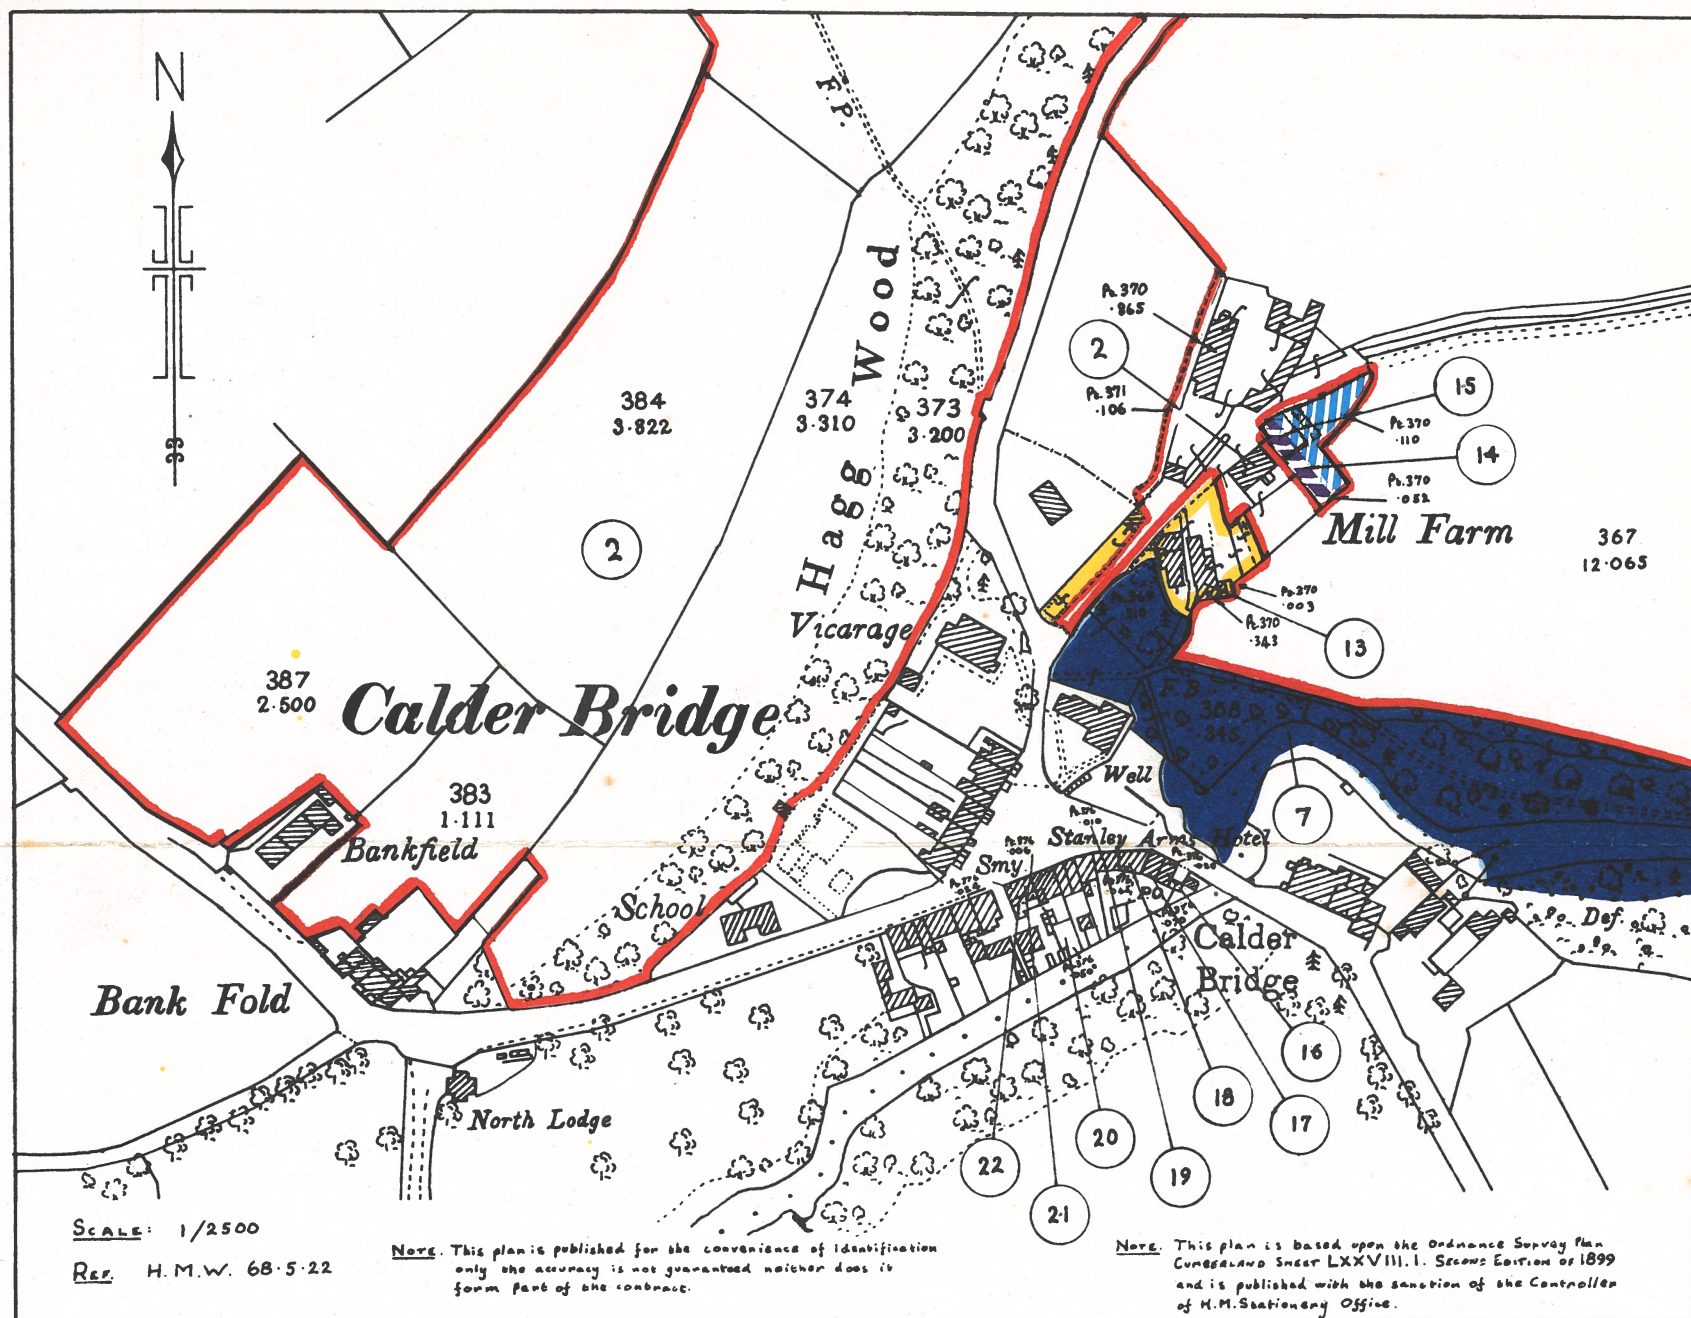 N
F.P.
Pt. 370
.865
2
15
Pt. 371
.106
384
3.822
374
3.310
373
3.200
Pt. 370
.110
14
Pt. 370
.052
Hagg Wood
2
Mill Farm
367
12.065
Pt. 370
.003
Pt. 369
Vicarage
Pt. 370
.343
13
387
2.500
Calder Bridge
F.B.
366
.345
Well
383
1.111
7
Stanley Arms Hotel
Bankfield
Smy
School
P.O.
Def.
Calder
Bridge
Bank Fold
16
18
17
North Lodge
20
22
19
21
SCALE: 1/2500
REF. H.M.W. 68.5.22
NOTE. This plan is published for the convenience of identification
only the accuracy is not guaranteed neither does it
form part of the contract.
NOTE. This plan is based upon the Ordnance Survey Plan
CUMBERLAND SHEET LXXVIII.1. SECOND EDITION OF 1899
and is published with the sanction of the Controller
of H.M. Stationery Office.